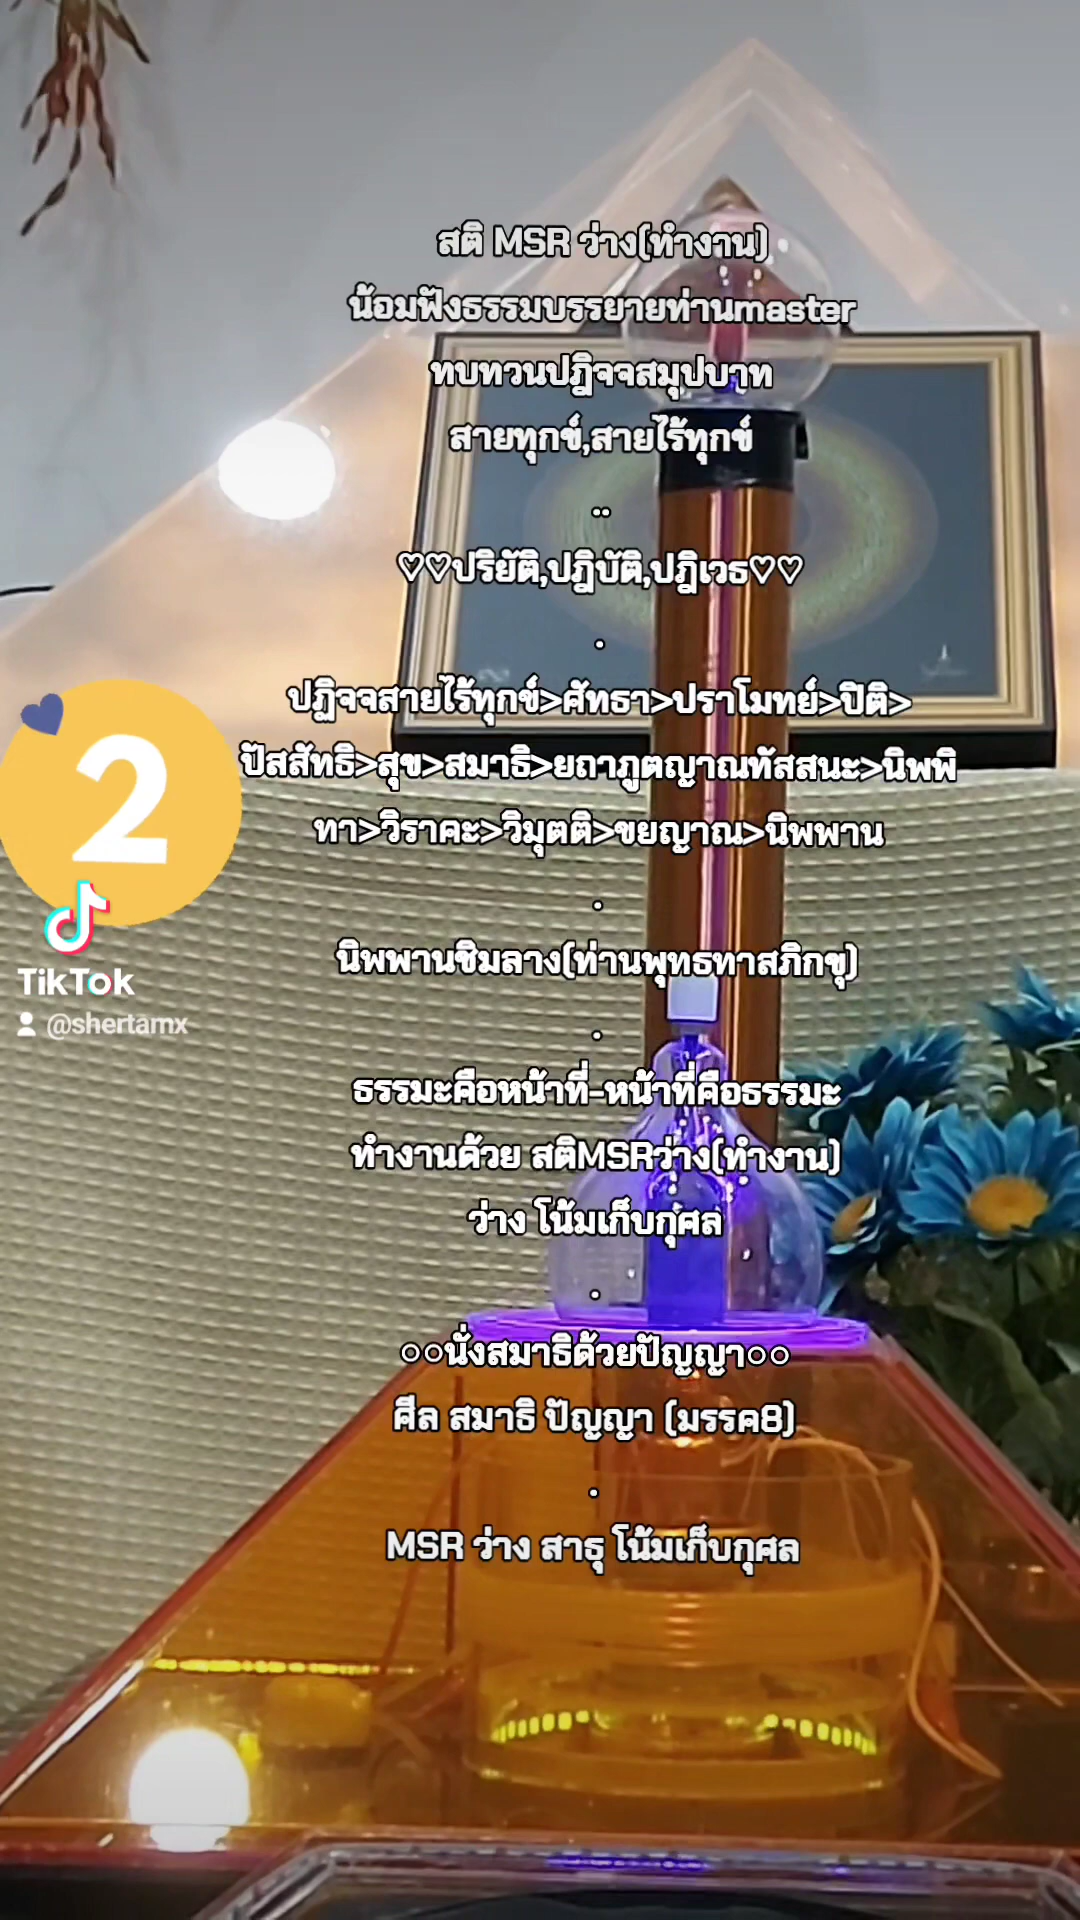 สติ MSR ว่าง(ทำงาน)
น้อมฟังธรรมบรรยายท่านmaster
ทบทวนปฏิจจสมุปบาท
สายทุกข์,สายไร้ทุกข์
..
♡♡ปริยัติ,ปฎิบัติ,ปฎิเวธ♡♡
.
ปฏิจจสายไร้ทุกข์>ศัทธา>ปราโมทย์>ปีติ>
ปัสสัทธิ>สุข>สมาธิ>ยถาภูตญาณทัสสนะ>นิพพิ
ทา>วิราคะ>วิมุตติ>ขยญาณ>นิพพาน
.
นิพพานชิมลาง(ท่านพุทธทาสภิกขุ)
.
ธรรมะคือหน้าที่-หน้าที่คือธรรมะ
ทำงานด้วย สติMSRว่าง(ทำงาน)
ว่าง โน้มเก็บกุศล
.
○○นั่งสมาธิด้วยปัญญา○○
ศีล สมาธิ ปัญญา (มรรค8)
.
MSR ว่าง สาธุ โน้มเก็บกุศล
2
TikTok
@shertamx